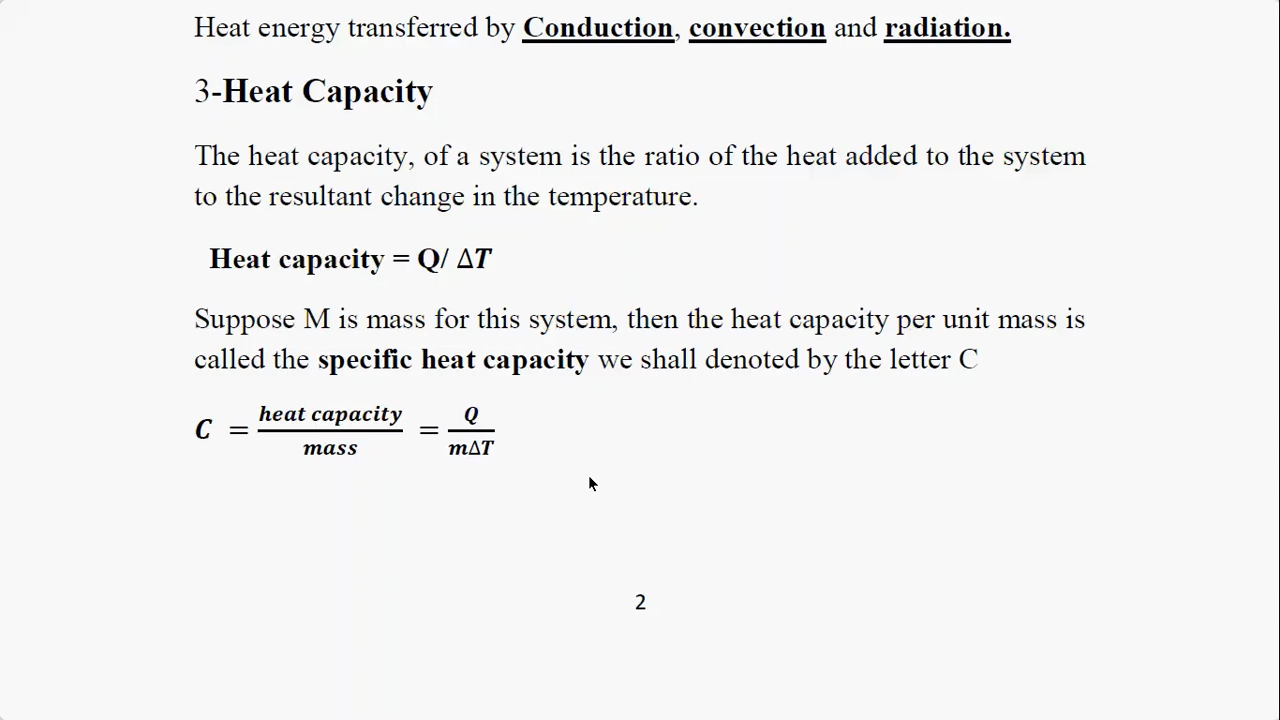 Heat energy transferred by Conduction, convection and radiation.
3-Heat Capacity
The heat capacity, of a system is the ratio of the heat added to the system
to the resultant change in the temperature.
Heat capacity = Q/ ΔT
Suppose M is mass for this system, then the heat capacity per unit mass is
called the specific heat capacity we shall denoted by the letter C
C = heat capacity / mass = Q / mΔT
2